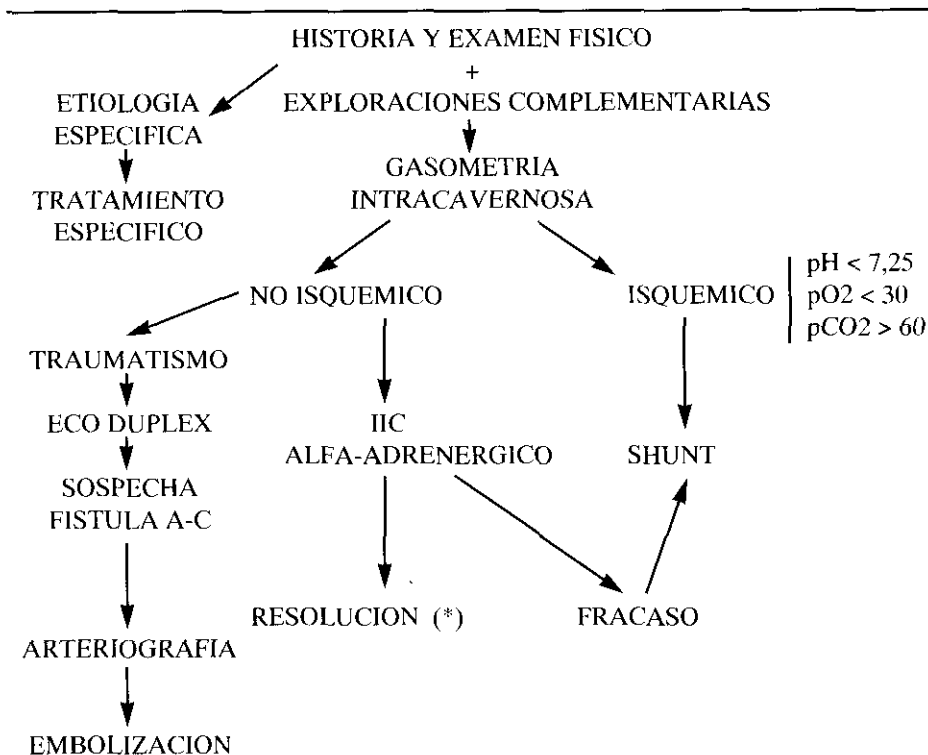 HISTORIA Y EXAMEN FISICO
+
EXPLORACIONES COMPLEMENTARIAS
ETIOLOGIA
ESPECIFICA
TRATAMIENTO
ESPECIFICO
GASOMETRIA
INTRACAVERNOSA
NO ISQUEMICO
ISQUEMICO
pH < 7,25
pO2 < 30
pCO2 > 60
TRAUMATISMO
ECO DUPLEX
SOSPECHA
FISTULA A-C
ARTERIOGRAFIA
EMBOLIZACION
IIC
ALFA-ADRENERGICO
SHUNT
RESOLUCION (*)
FRACASO